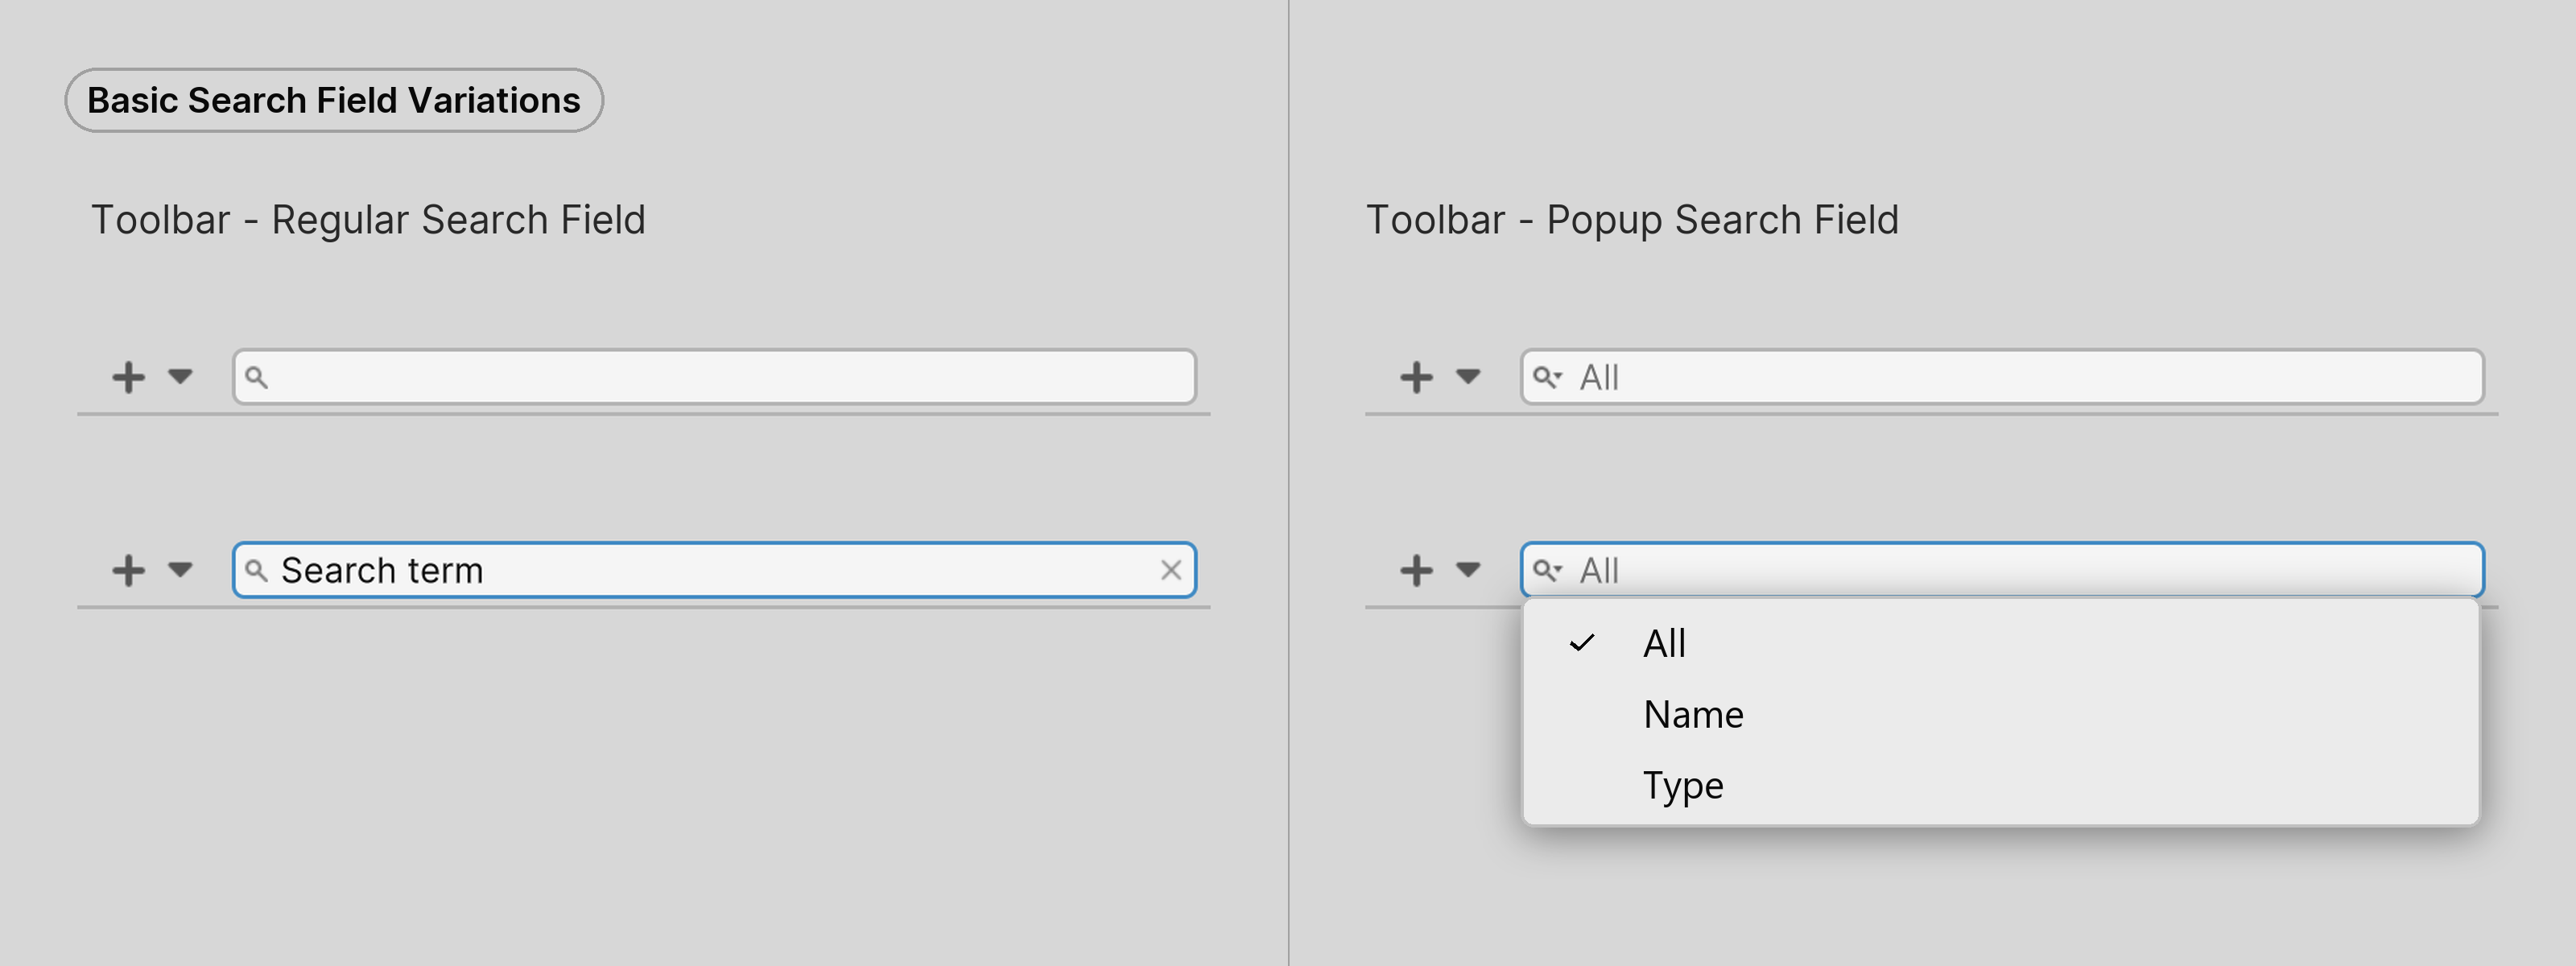 Basic Search Field Variations
Toolbar - Regular Search Field
Search term
Toolbar - Popup Search Field
All
All
All
Name
Type